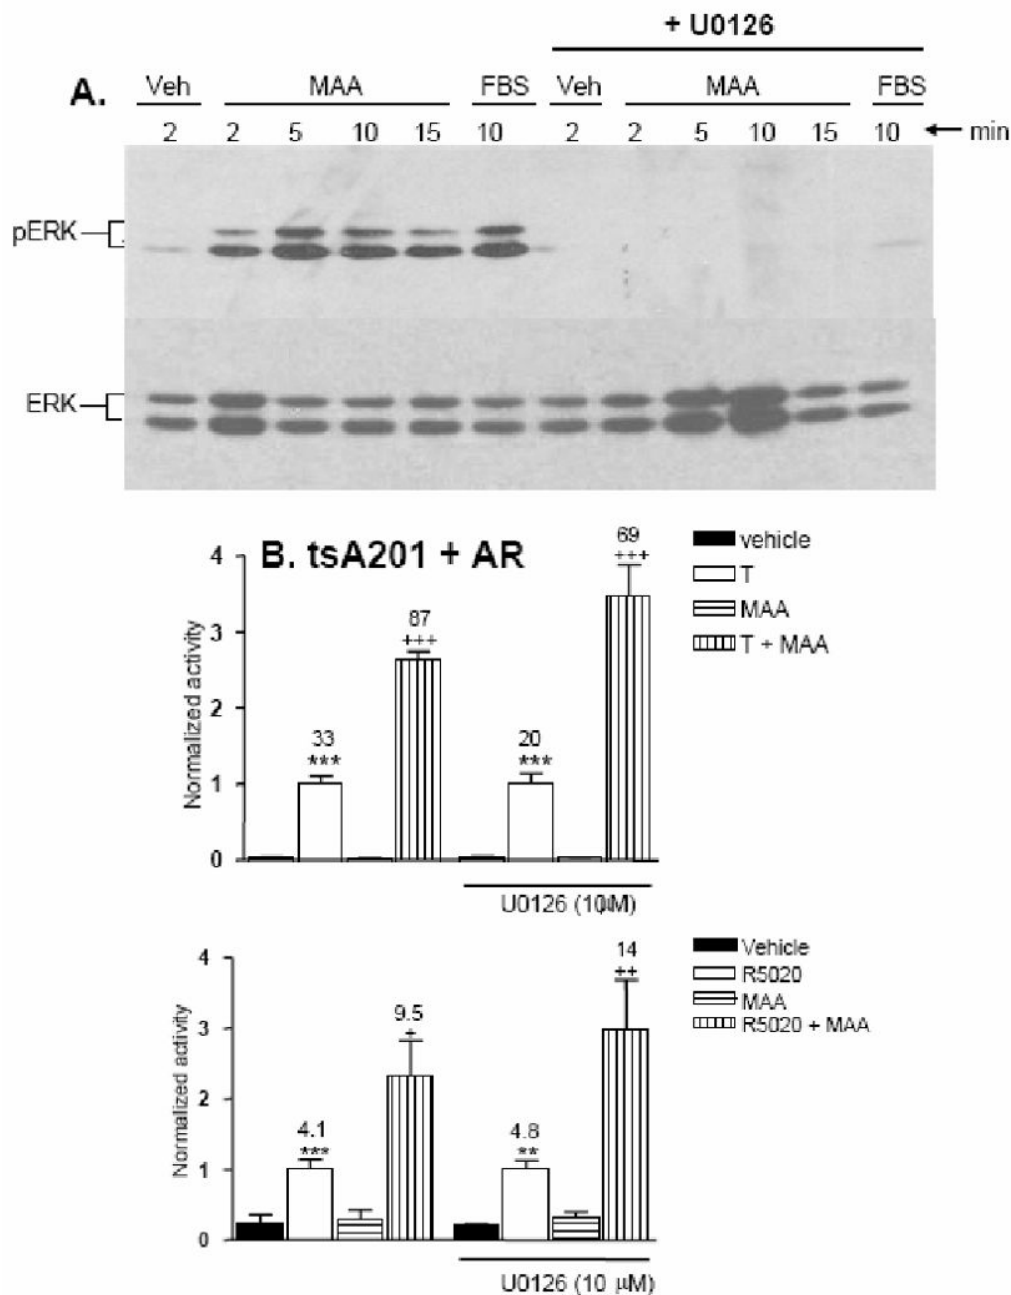 + U0126
A. Veh MAA FBS Veh MAA FBS
2 2 5 10 15 10 2 2 5 10 15 10 ← min
pERK
ERK
B. tsA201 + AR
Normalized activity
4
3
2
1
0
33
***
87
+++
20
***
69
+++
U0126 (10μM)
vehicle
T
MAA
T + MAA
Normalized activity
4
3
2
1
0
4.1
***
9.5
+
4.8
**
14
++
U0126 (10 μM)
Vehicle
R5020
MAA
R5020 + MAA